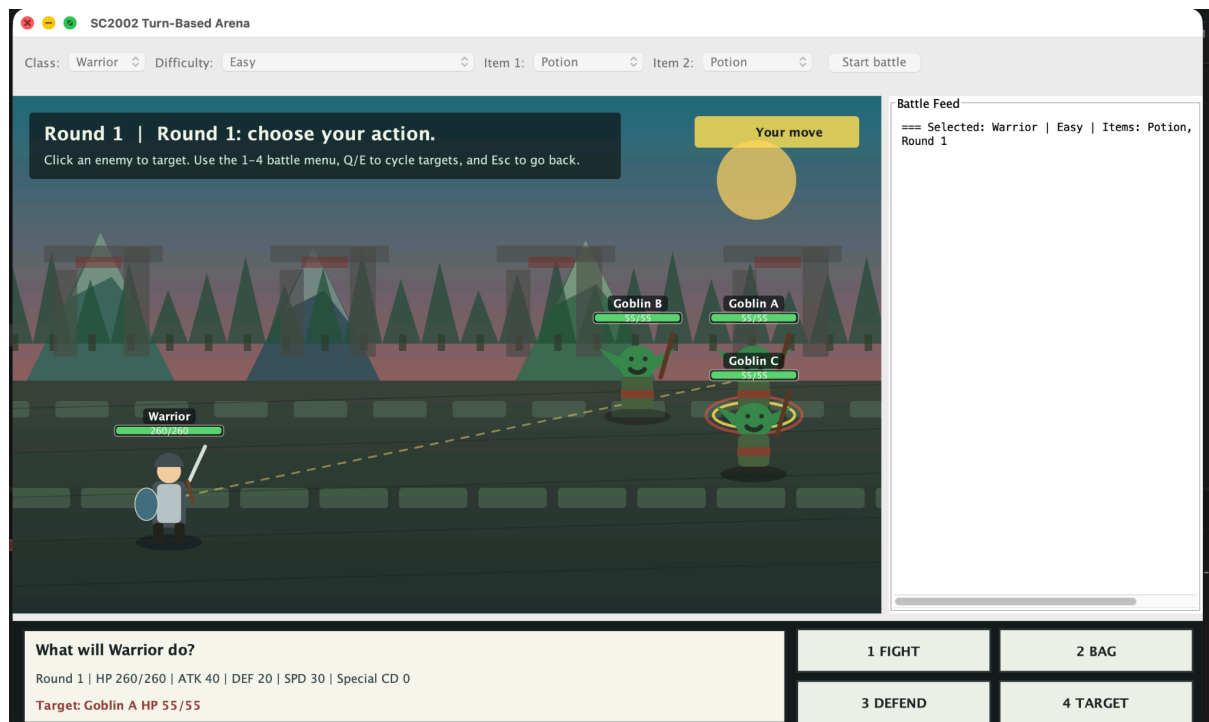 SC2002 Turn-Based Arena
Class: Warrior Difficulty: Easy Item 1: Potion Item 2: Potion Start battle
Round 1 | Round 1: choose your action.
Click an enemy to target. Use the 1–4 battle menu, Q/E to cycle targets, and Esc to go back.
Your move
Battle Feed
=== Selected: Warrior | Easy | Items: Potion,
Round 1
Goblin B
55/55
Goblin A
55/55
Goblin C
55/55
Warrior
260/260
What will Warrior do?
Round 1 | HP 260/260 | ATK 40 | DEF 20 | SPD 30 | Special CD 0
Target: Goblin A HP 55/55
1 FIGHT
2 BAG
3 DEFEND
4 TARGET